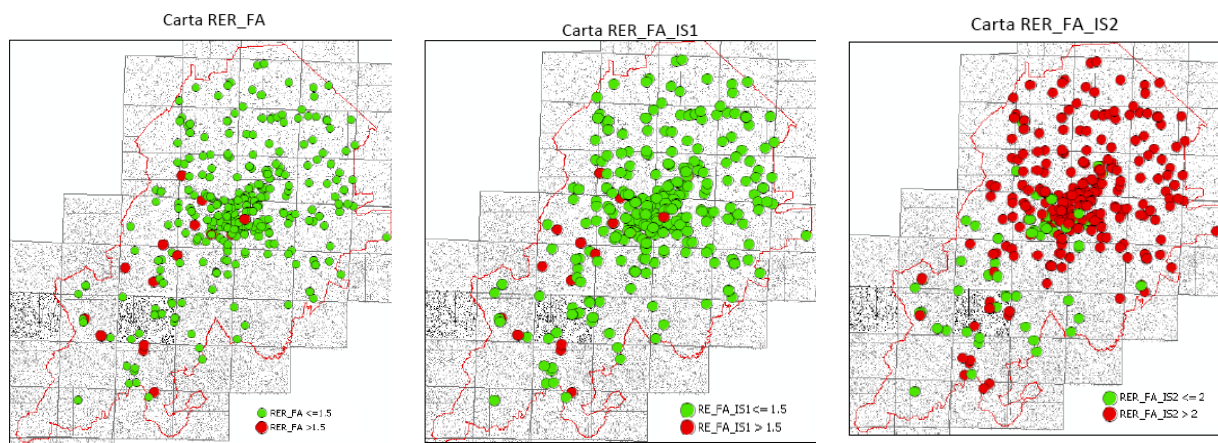 Carta RER_FA
RER_FA <=1.5
RER_FA >1.5
Carta RER_FA_IS1
RE_FA_IS1 <= 1.5
RE_FA_IS1 > 1.5
Carta RER_FA_IS2
RER_FA_IS2 <= 2
RER_FA_IS2 > 2